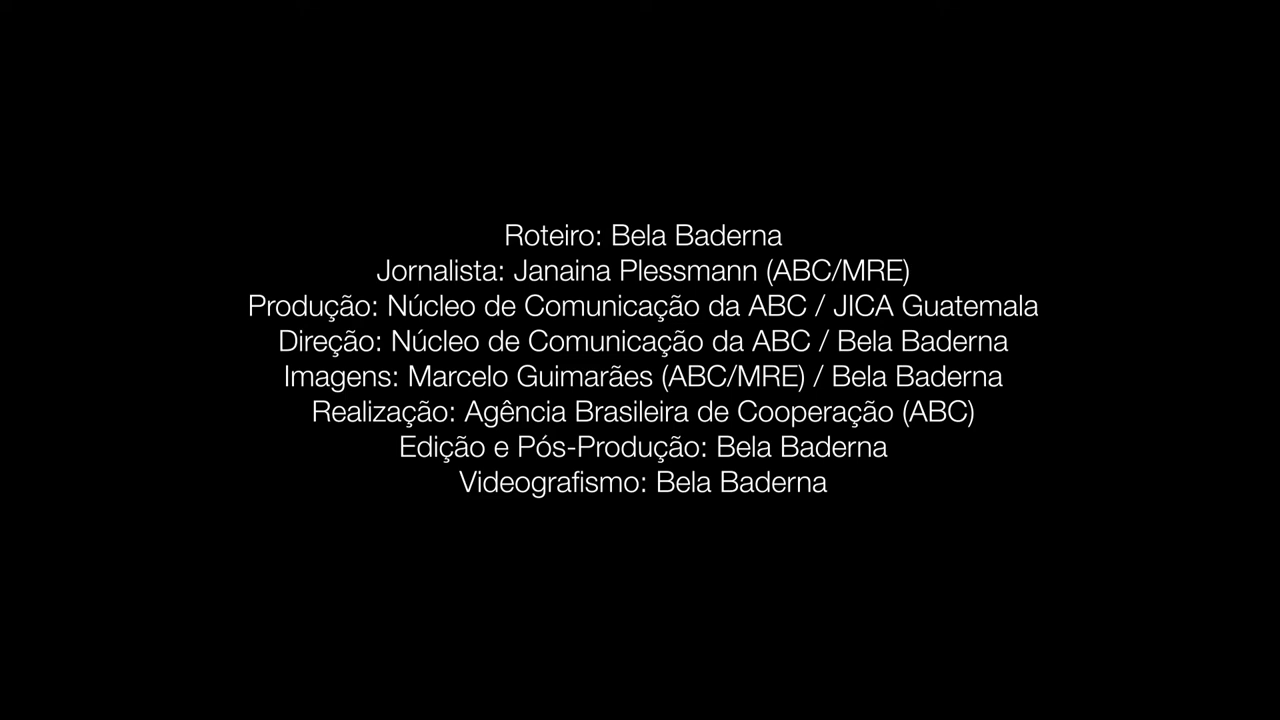 Roteiro: Bela Baderna
Jornalista: Janaina Plessmann (ABC/MRE)
Produção: Núcleo de Comunicação da ABC / JICA Guatemala
Direção: Núcleo de Comunicação da ABC / Bela Baderna
Imagens: Marcelo Guimarães (ABC/MRE) / Bela Baderna
Realização: Agência Brasileira de Cooperação (ABC)
Edição e Pós-Produção: Bela Baderna
Videografismo: Bela Baderna